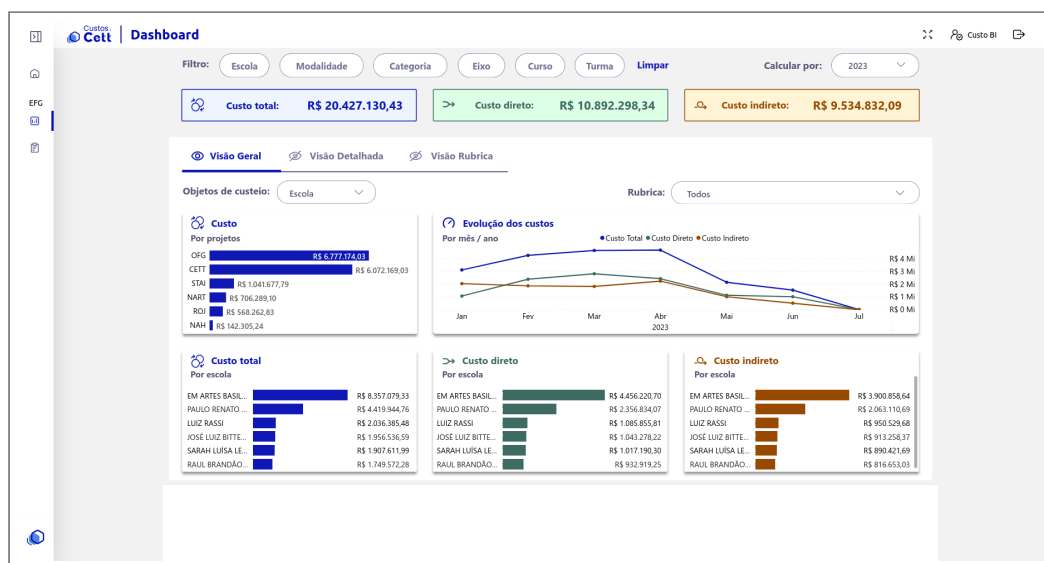 Custos.
Cett | Dashboard
Custo BI
EFG
Filtro: Escola Modalidade Categoria Eixo Curso Turma Limpar Calcular por: 2023
Custo total: R$ 20.427.130,43 Custo direto: R$ 10.892.298,34 Custo indireto: R$ 9.534.832,09
Visão Geral Visão Detalhada Visão Rubrica
Objetos de custeio: Escola Rubrica: Todos
Custo
Por projetos
OFG R$ 6.777.174,03
CETT R$ 6.072.169,03
STAI R$ 1.041.677,79
NART R$ 706.289,10
ROJ R$ 568.262,83
NAH R$ 142.305,24
Evolução dos custos
Por mês / ano
Custo Total Custo Direto Custo Indireto
R$ 4 Mi
R$ 3 Mi
R$ 2 Mi
R$ 1 Mi
R$ 0 Mi
Jan Fev Mar Abr Mai Jun Jul
2023
Custo total
Por escola
EM ARTES BASIL... R$ 8.357.079,33
PAULO RENATO ... R$ 4.419.944,76
LUIZ RASSI R$ 2.036.385,48
JOSÉ LUIZ BITTE... R$ 1.956.536,59
SARAH LUÍSA LE... R$ 1.907.611,99
RAUL BRANDÃO... R$ 1.749.572,28
Custo direto
Por escola
EM ARTES BASIL... R$ 4.456.220,70
PAULO RENATO ... R$ 2.356.834,07
LUIZ RASSI R$ 1.085.855,81
JOSÉ LUIZ BITTE... R$ 1.043.278,22
SARAH LUÍSA LE... R$ 1.017.190,30
RAUL BRANDÃO... R$ 932.919,25
Custo indireto
Por escola
EM ARTES BASIL... R$ 3.900.858,64
PAULO RENATO ... R$ 2.063.110,69
LUIZ RASSI R$ 950.529,68
JOSÉ LUIZ BITTE... R$ 913.258,37
SARAH LUÍSA LE... R$ 890.421,69
RAUL BRANDÃO... R$ 816.653,03